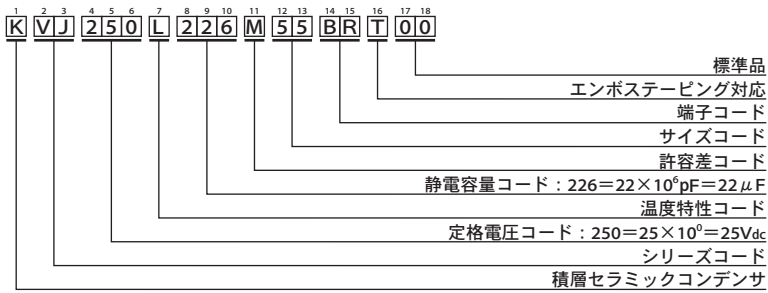 1 2 3 4 5 6 7 8 9 10 11 12 13 14 15 16 17 18
K V J 2 5 0 L 2 2 6 M 5 5 B R T 0 0
標準品
エンボステーピング対応
端子コード
サイズコード
許容差コード
静電容量コード：226＝22×10⁶pF＝22μF
温度特性コード
定格電圧コード：250＝25×10⁰＝25Vdc
シリーズコード
積層セラミックコンデンサ